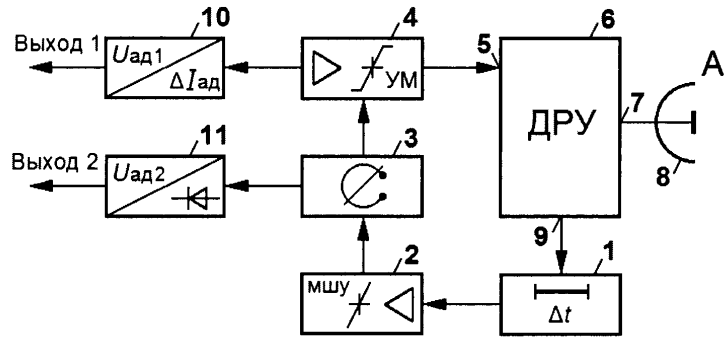 10
4
6
Выход 1
Uад1
ΔIад
УМ
5
ДРУ
7
А
8
11
3
Выход 2
Uад2
9
2
1
МШУ
Δt